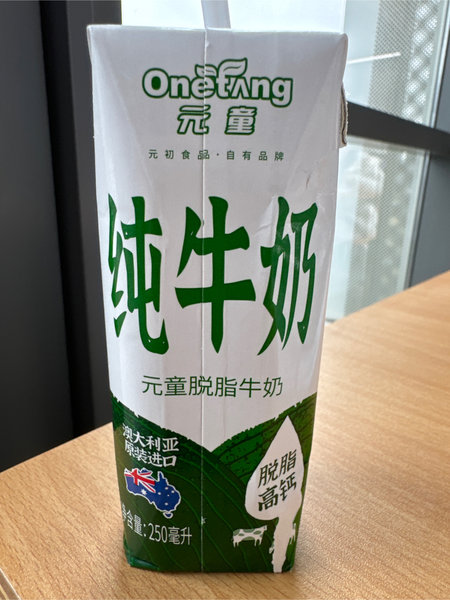 Onetang
元童
元初食品·自有品牌
纯牛奶
元童脱脂牛奶
澳大利亚
原装进口
脱脂
高钙
净含量:250毫升